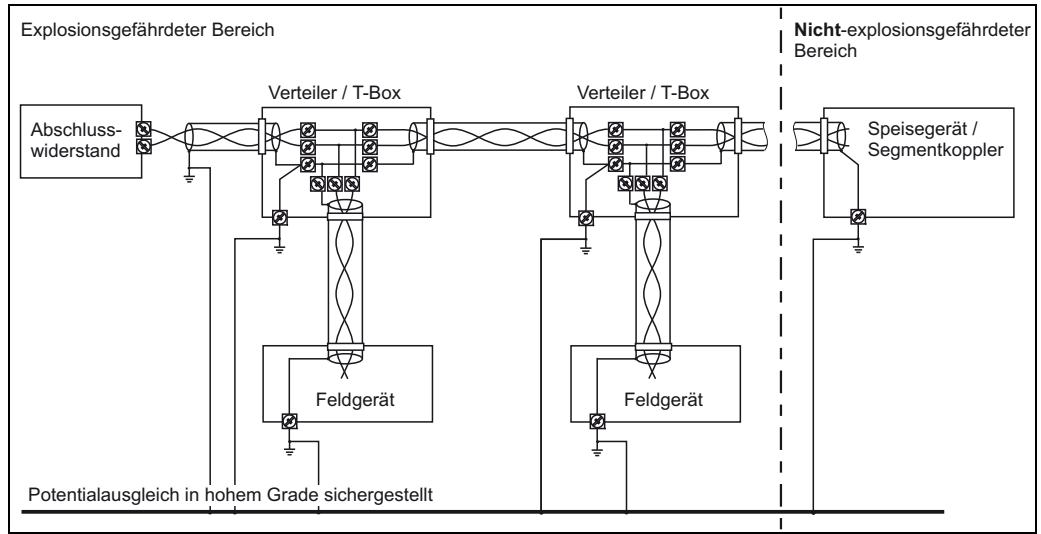 Explosionsgefährdeter Bereich
Nicht-explosionsgefährdeter
Bereich
Verteiler / T-Box
Verteiler / T-Box
Abschluss-
widerstand
Speisegerät /
Segmentkoppler
Feldgerät
Feldgerät
Potentialausgleich in hohem Grade sichergestellt